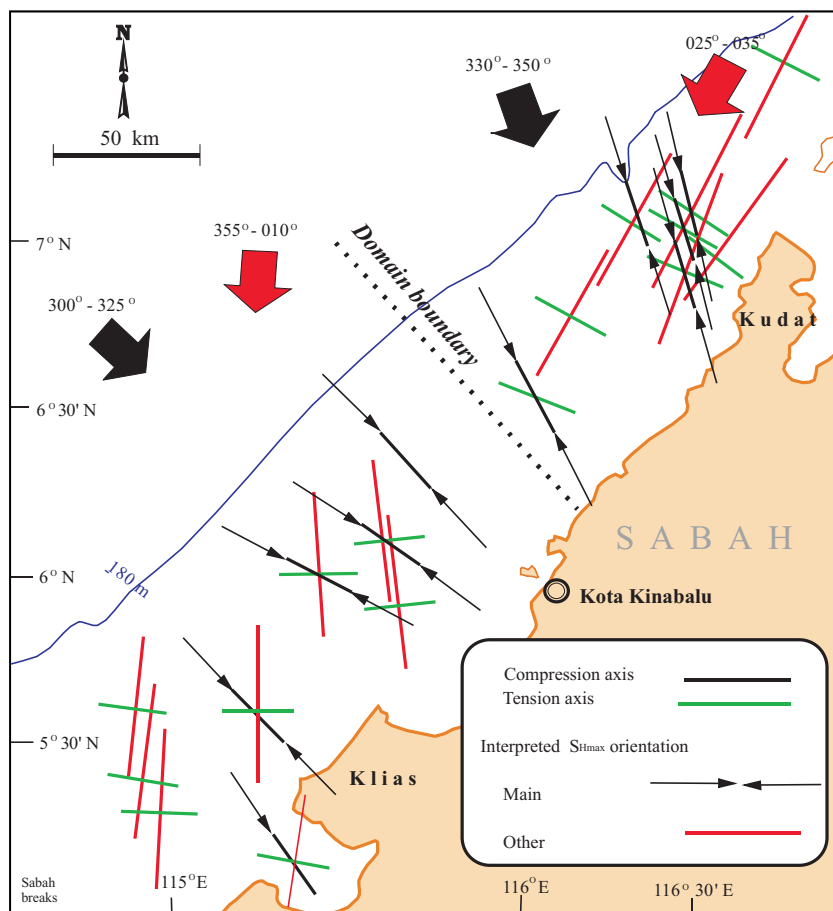 N
50 km
330° - 350°
025° - 035°
355° - 010°
300° - 325°
Domain boundary
7° N
6° 30' N
6° N
5° 30' N
180 m
Kudat
SABAH
Kota Kinabalu
Klias
Compression axis
Tension axis
Interpreted SHmax orientation
Main
Other
Sabah
breaks
115°E
116°E
116° 30' E